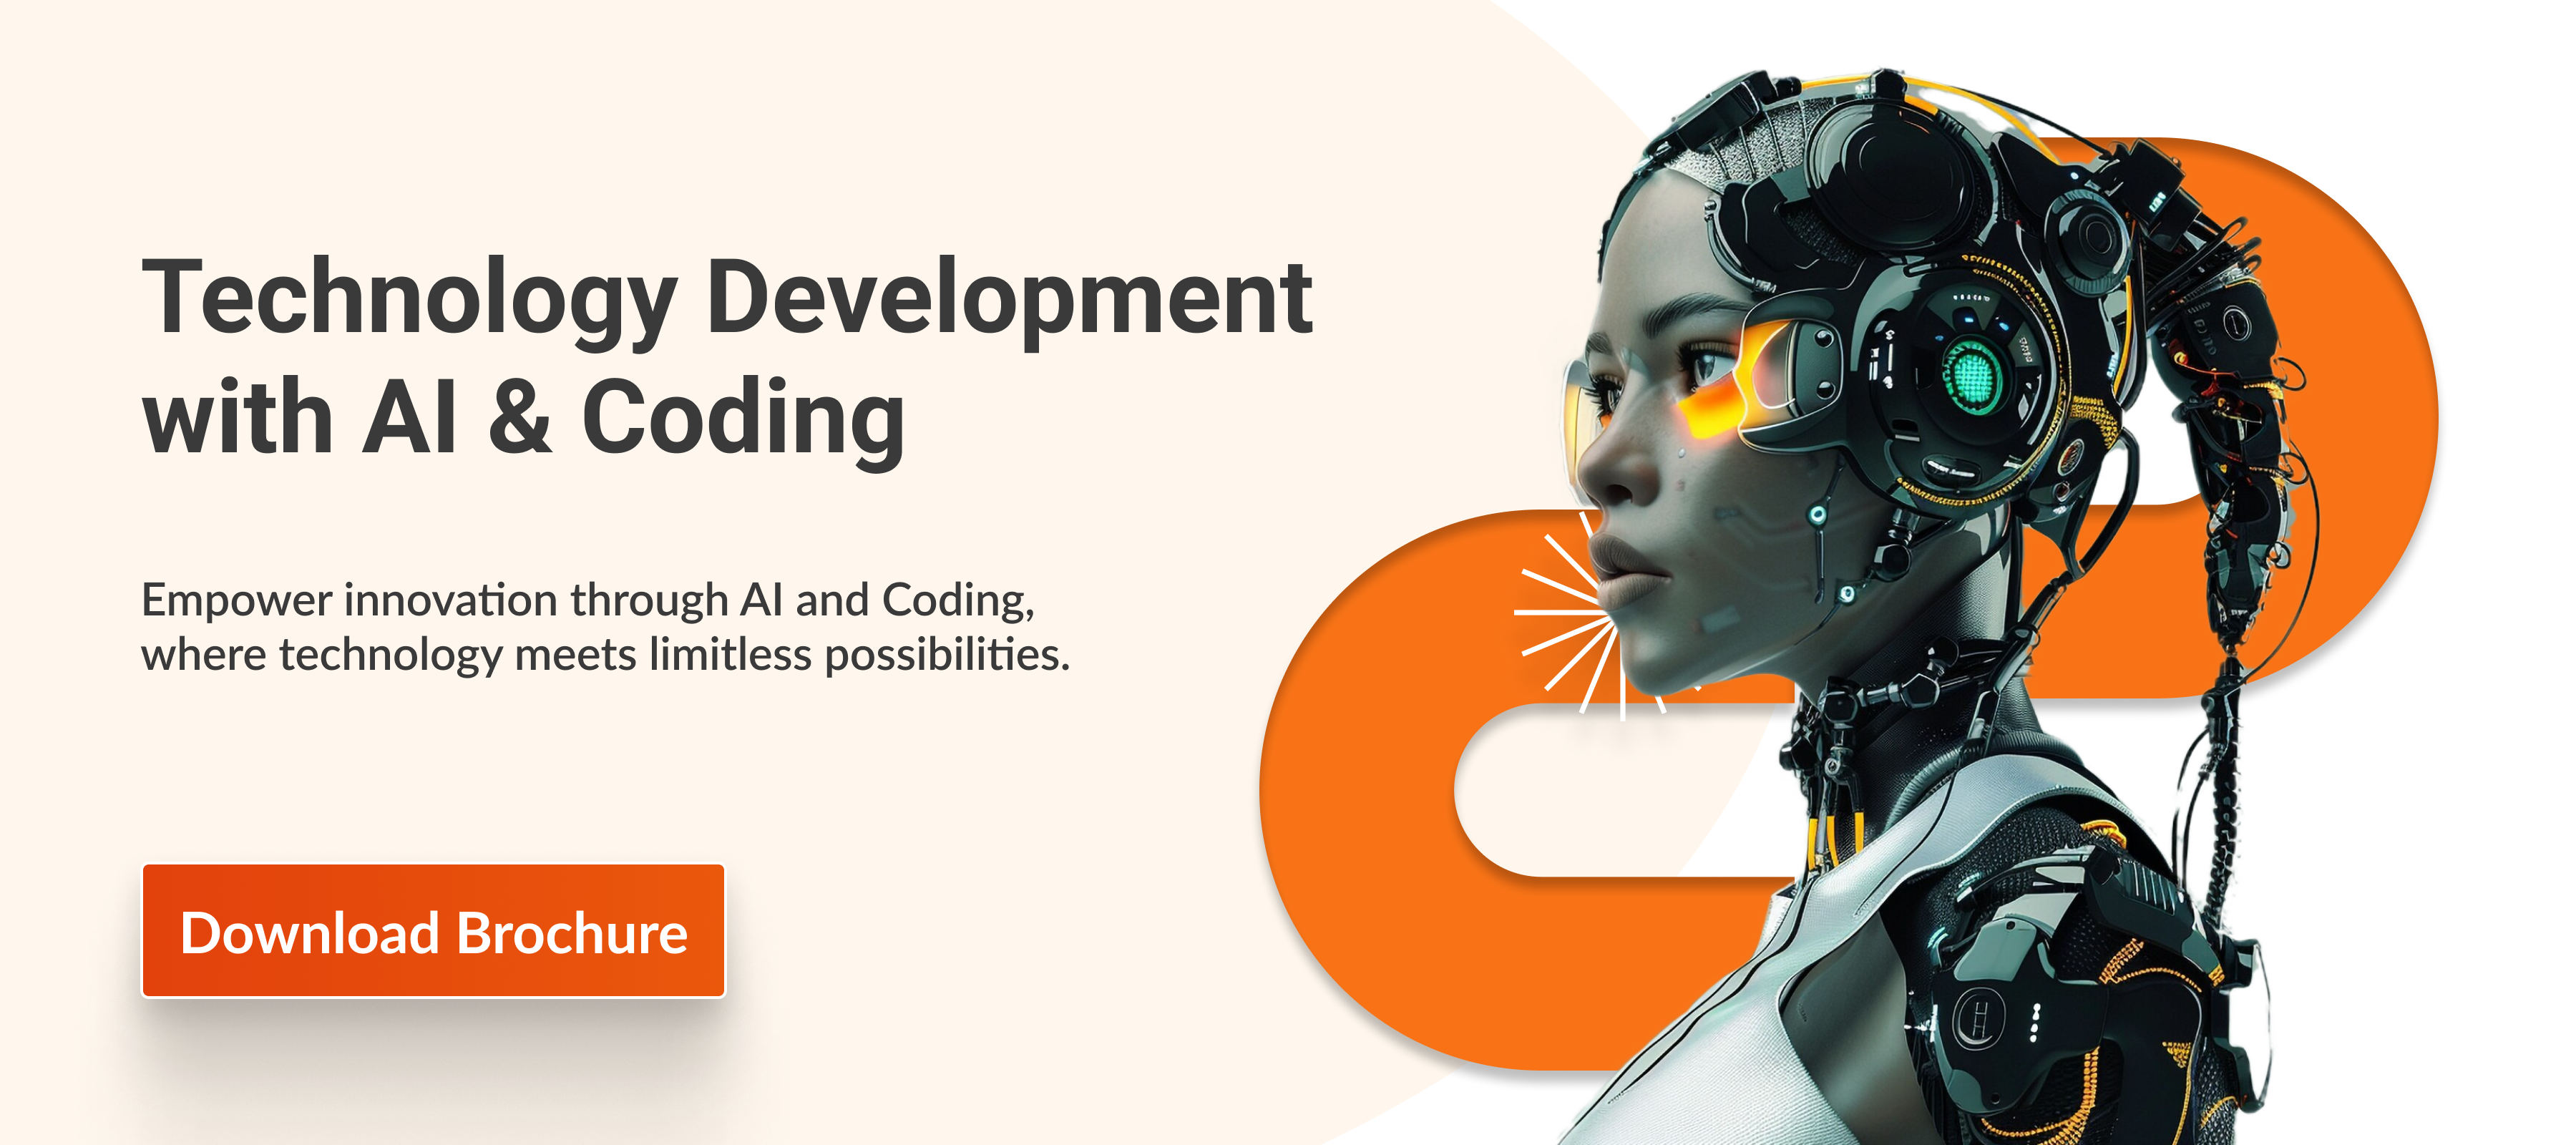 Technology Development
with AI & Coding
Empower innovation through AI and Coding,
where technology meets limitless possibilities.
Download Brochure